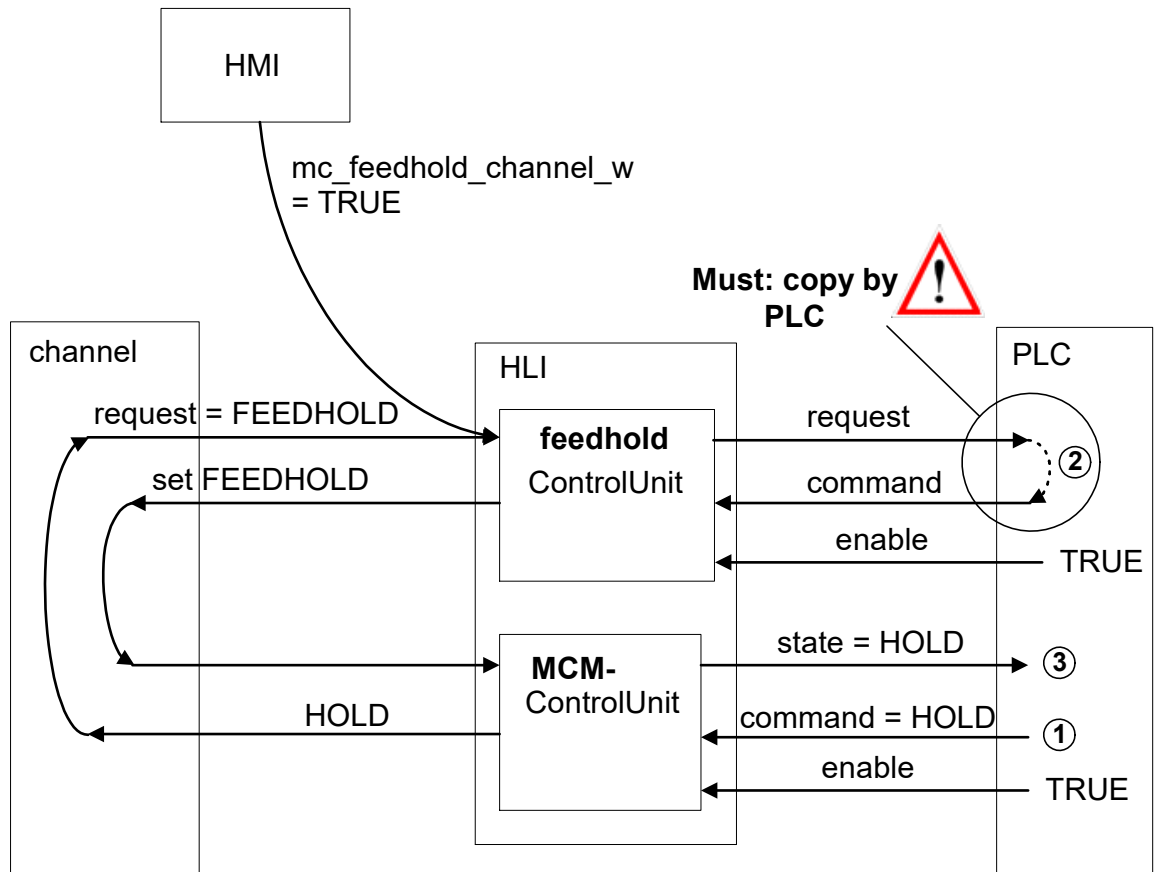 HMI
mc_feedhold_channel_w
= TRUE
Must: copy by
PLC
channel
HLI
PLC
request = FEEDHOLD
feedhold
ControlUnit
request
set FEEDHOLD
command
2
enable
TRUE
MCM-
ControlUnit
state = HOLD
3
HOLD
command = HOLD
1
enable
TRUE